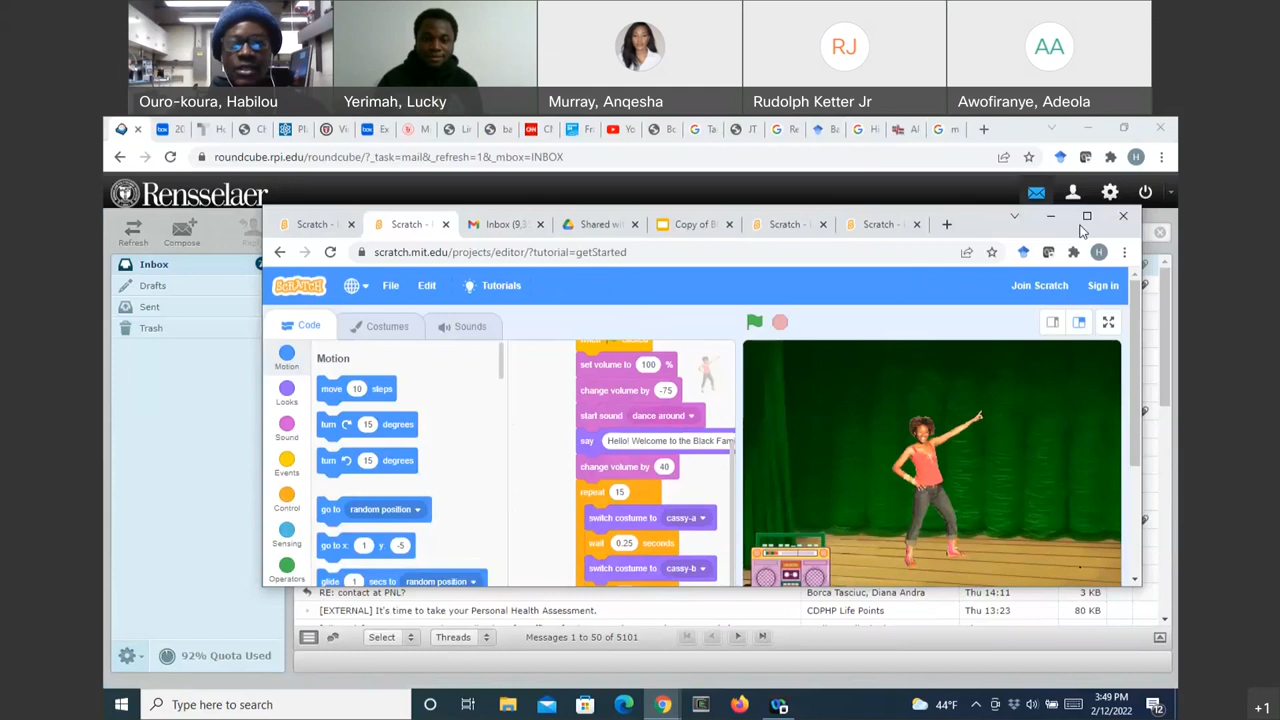 Ouro-koura, Habilou
Yerimah, Lucky
Murray, Anqesha
RJ
Rudolph Ketter Jr
AA
Awofiranye, Adeola
roundcube.rpi.edu/roundcube/?_task=mail&_refresh=1&_mbox=INBOX
Rensselaer
Refresh
Compose
Inbox
Drafts
Sent
Trash
Scratch -
Scratch -
Inbox (9,3
Shared wi
Copy of B
Scratch -
Scratch -
scratch.mit.edu/projects/editor/?tutorial=getStarted
H
SCRATCH
File
Edit
Tutorials
Join Scratch
Sign in
Code
Costumes
Sounds
Motion
Looks
Sound
Events
Control
Sensing
Operators
Motion
move 10 steps
turn 15 degrees
turn 15 degrees
go to random position
go to x: 1 y: -5
glide 1 secs to random position
set volume to 100 %
change volume by -75
start sound dance around
say Hello! Welcome to the Black Fam
change volume by 40
repeat 15
switch costume to cassy-a
wait 0.25 seconds
switch costume to cassy-b
RE: contact at PNL? Borca Tasciuc, Diana Andra Thu 14:11 3 KB
[EXTERNAL] It's time to take your Personal Health Assessment. CDPHP Life Points Thu 13:23 80 KB
Select
Threads
Messages 1 to 50 of 5101
92% Quota Used
Type here to search
44°F
3:49 PM
2/12/2022
12
+1